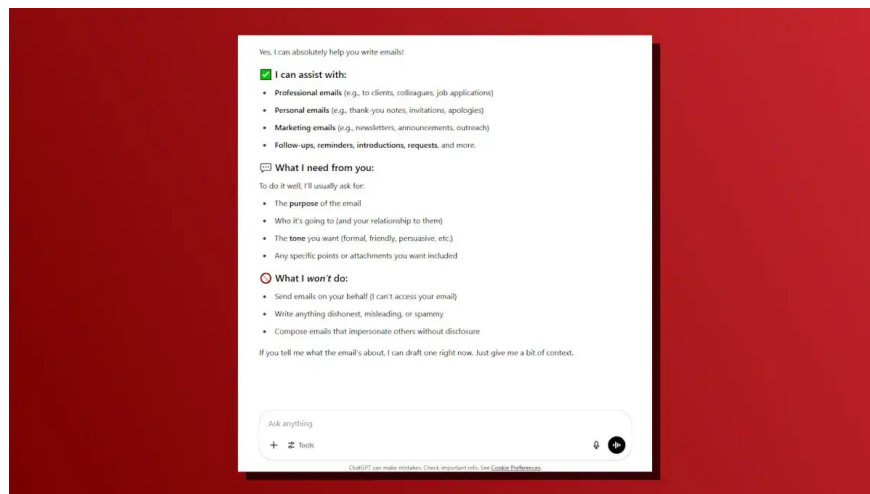 Yes, I can absolutely help you write emails!
✅ I can assist with:
• Professional emails (e.g., to clients, colleagues, job applications)
• Personal emails (e.g., thank-you notes, invitations, apologies)
• Marketing emails (e.g., newsletters, announcements, outreach)
• Follow-ups, reminders, introductions, requests, and more.
💬 What I need from you:
To do it well, I'll usually ask for:
• The purpose of the email
• Who it's going to (and your relationship to them)
• The tone you want (formal, friendly, persuasive, etc.)
• Any specific points or attachments you want included
🚫 What I won't do:
• Send emails on your behalf (I can't access your email)
• Write anything dishonest, misleading, or spammy
• Compose emails that impersonate others without disclosure
If you tell me what the email's about, I can draft one right now. Just give me a bit of context.
Ask anything
Tools
ChatGPT can make mistakes. Check important info. See Cookie Preferences.